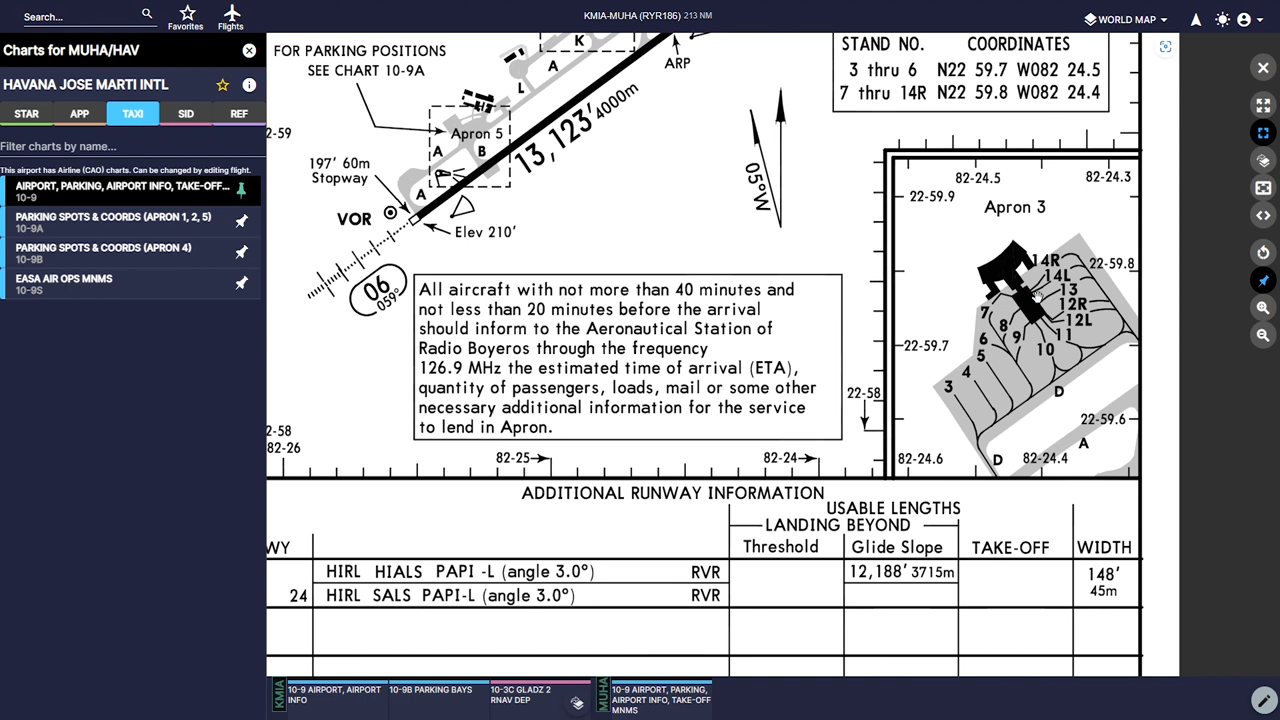 Search...
Favorites
Flights
KMIA-MUHA (RYR186) 213 NM
WORLD MAP
Charts for MUHA/HAV
HAVANA JOSE MARTI INTL
STAR
APP
TAXI
SID
REF
Filter charts by name...
This airport has Airline (CAO) charts. Can be changed by editing flight.
AIRPORT, PARKING, AIRPORT INFO, TAKE-OFF...
10-9
PARKING SPOTS & COORDS (APRON 1, 2, 5)
10-9A
PARKING SPOTS & COORDS (APRON 4)
10-9B
EASA AIR OPS MNMS
10-9S
FOR PARKING POSITIONS
SEE CHART 10-9A
K
A
L
ARP
2-59
Apron 5
A
B
13,123' 4000m
197' 60m
Stopway
A
VOR
Elev 210'
06
059°
05°W
STAND NO.
COORDINATES
3 thru 6 N22 59.7 W082 24.5
7 thru 14R N22 59.8 W082 24.4
82-24.5
82-24.3
22-59.9
Apron 3
14R
22-59.8
14L
13
12R
12L
7
8
11
9
6
10
22-59.7
5
4
3
D
22-59.6
A
82-24.6
D
82-24.4
All aircraft with not more than 40 minutes and
not less than 20 minutes before the arrival
should inform to the Aeronautical Station of
Radio Boyeros through the frequency
126.9 MHz the estimated time of arrival (ETA),
quantity of passengers, loads, mail or some other
necessary additional information for the service
to lend in Apron.
22-58
2-58
82-26
82-25
82-24
ADDITIONAL RUNWAY INFORMATION
USABLE LENGTHS
LANDING BEYOND
WY
Threshold
Glide Slope
TAKE-OFF
WIDTH
HIRL HIALS PAPI -L (angle 3.0°)
RVR
12,188' 3715m
148'
45m
24
HIRL SALS PAPI-L (angle 3.0°)
RVR
KMIA
10-9 AIRPORT, AIRPORT
INFO
10-9B PARKING BAYS
10-3C GLADZ 2
RNAV DEP
MUHA
10-9 AIRPORT, PARKING,
AIRPORT INFO, TAKE-OFF
MNMS